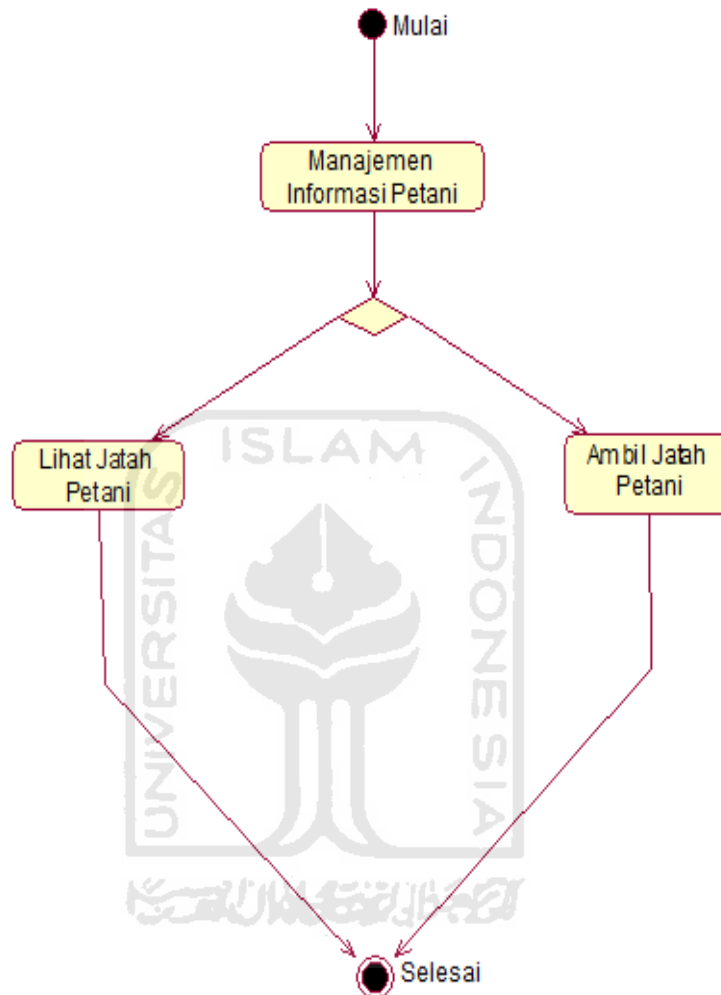 Mulai
Manajemen
Informasi Petani
Lihat Jatah
Petani
Ambil Jatah
Petani
UNIVERSITAS
ISLAM
INDONESIA
Selesai